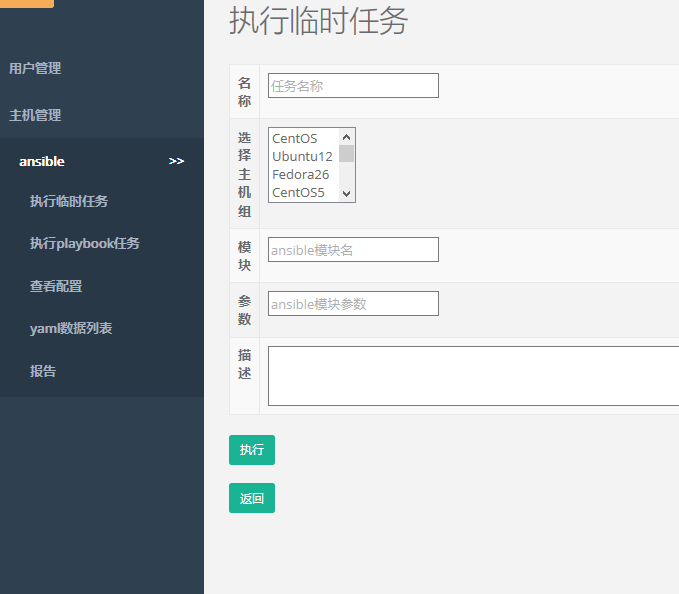 执行临时任务
用户管理
主机管理
ansible >>
执行临时任务
执行playbook任务
查看配置
yaml数据列表
报告
名
称
任务名称
选
择
主
机
组
CentOS
Ubuntu12
Fedora26
CentOS5
模
块
ansible模块名
参
数
ansible模块参数
描
述
执行
返回